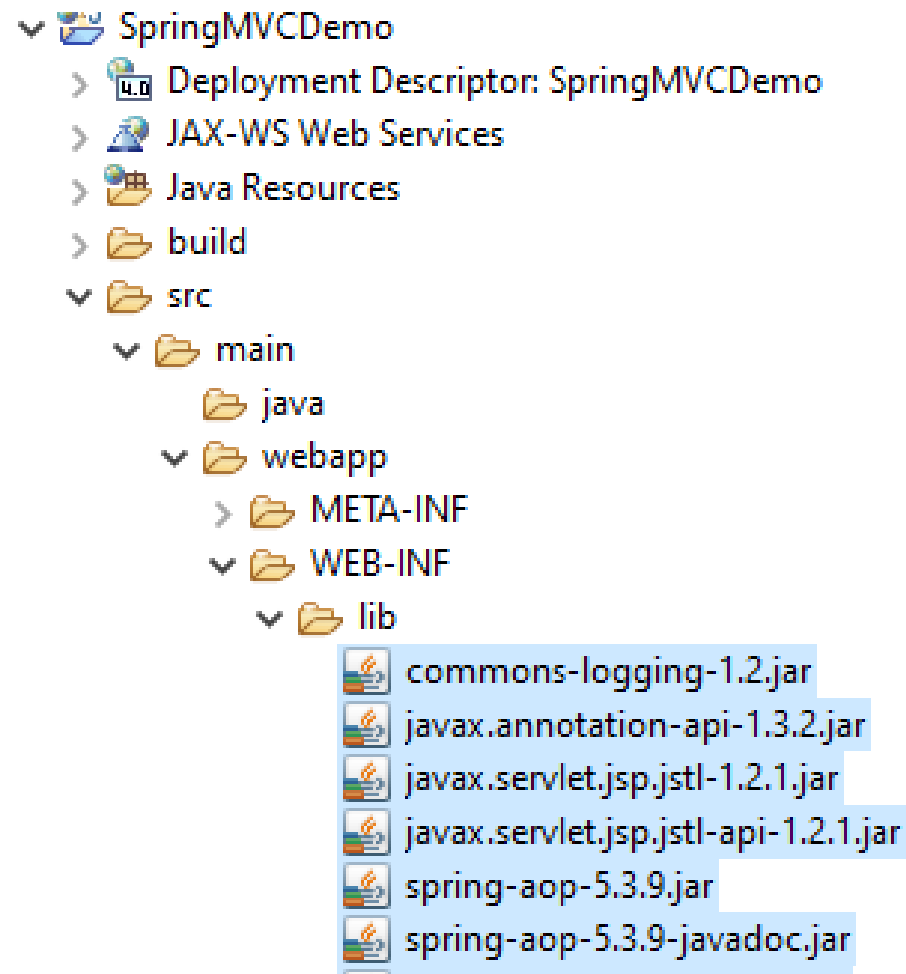 SpringMVCDemo
4.0 Deployment Descriptor: SpringMVCDemo
JAX-WS Web Services
Java Resources
build
src
main
java
webapp
META-INF
WEB-INF
lib
commons-logging-1.2.jar
javax.annotation-api-1.3.2.jar
javax.servlet.jsp.jstl-1.2.1.jar
javax.servlet.jsp.jstl-api-1.2.1.jar
spring-aop-5.3.9.jar
spring-aop-5.3.9-javadoc.jar